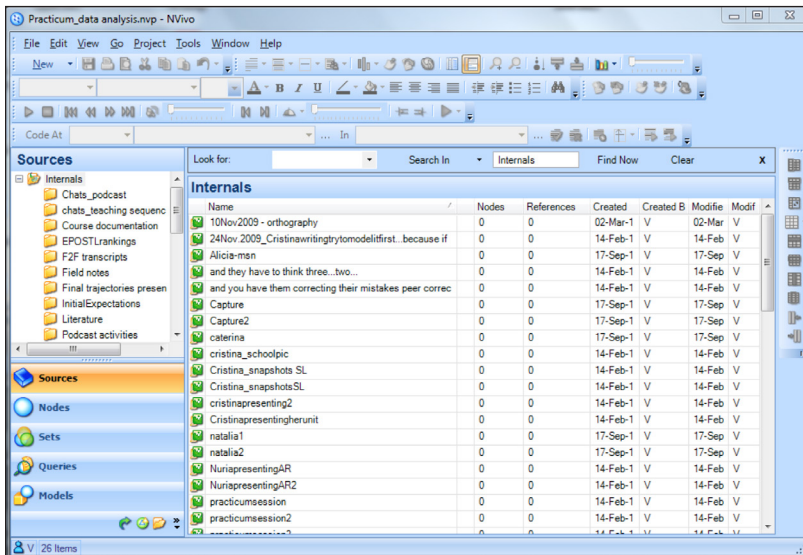 Practicum_data analysis.nvp - NVivo
File Edit View Go Project Tools Window Help
New
A B I U
Code At In
Sources
Look for: Search In Internals Find Now Clear x
Internals
Chats_podcast
chats_teaching sequenc
Course documentation
EPOSTLrankings
F2F transcripts
Field notes
Final trajectories presen
InitialExpectations
Literature
Podcast activities
Sources
Nodes
Sets
Queries
Models
Internals
Name Nodes References Created Created B Modifie Modif
10Nov2009 - orthography 0 0 02-Mar-1 V 02-Mar V
24Nov.2009_Cristinawritingtrytomodelitfirst...because if 0 0 14-Feb-1 V 14-Feb V
Alicia-msn 0 0 17-Sep-1 V 17-Sep V
and they have to think three...two... 0 0 14-Feb-1 V 14-Feb V
and you have them correcting their mistakes peer correc 0 0 14-Feb-1 V 14-Feb V
Capture 0 0 17-Sep-1 V 17-Sep V
Capture2 0 0 17-Sep-1 V 17-Sep V
caterina 0 0 17-Sep-1 V 17-Sep V
cristina_schoolpic 0 0 14-Feb-1 V 14-Feb V
Cristina_snapshots SL 0 0 14-Feb-1 V 14-Feb V
Cristina_snapshotsSL 0 0 14-Feb-1 V 14-Feb V
cristinapresenting2 0 0 14-Feb-1 V 14-Feb V
Cristinapresentingherunit 0 0 14-Feb-1 V 14-Feb V
natalia1 0 0 17-Sep-1 V 17-Sep V
natalia2 0 0 17-Sep-1 V 17-Sep V
NuriapresentingAR 0 0 14-Feb-1 V 14-Feb V
NuriapresentingAR2 0 0 14-Feb-1 V 14-Feb V
practicumsession 0 0 14-Feb-1 V 14-Feb V
practicumsession2 0 0 14-Feb-1 V 14-Feb V
V 26 Items